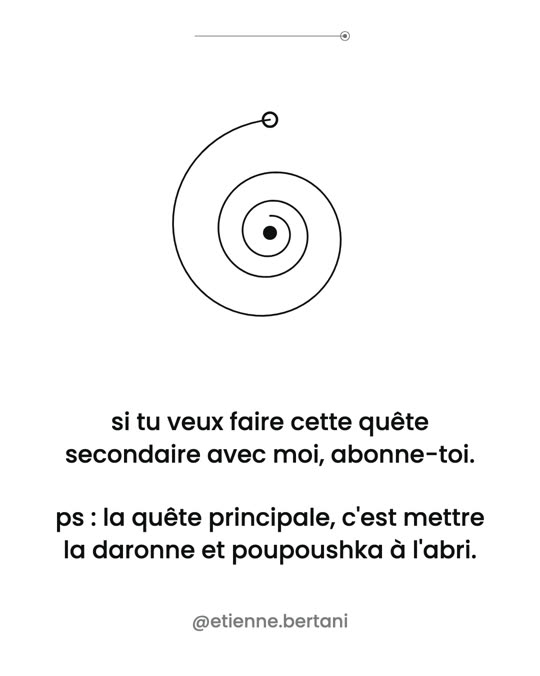 si tu veux faire cette quête
secondaire avec moi, abonne-toi.
ps : la quête principale, c'est mettre
la daronne et poupoushka à l'abri.
@etienne.bertani